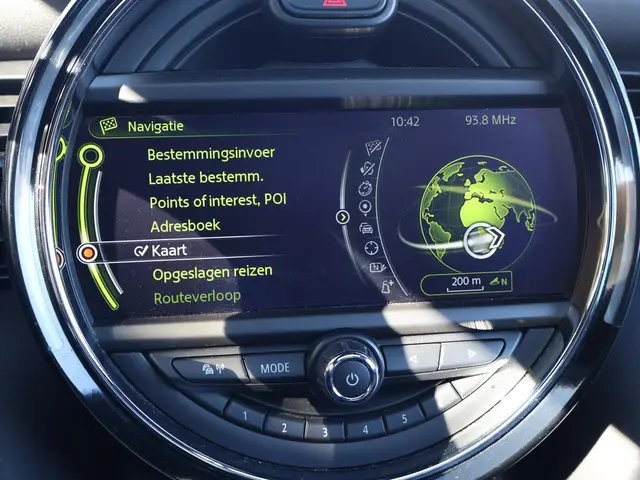 Navigatie 10:42 93.8 MHz
Bestemmingsinvoer
Laatste bestemm.
Points of interest, POI
Adresboek
Kaart
Opgeslagen reizen
Routeverloop
200 m N
N
MODE
1 2 3 4 5